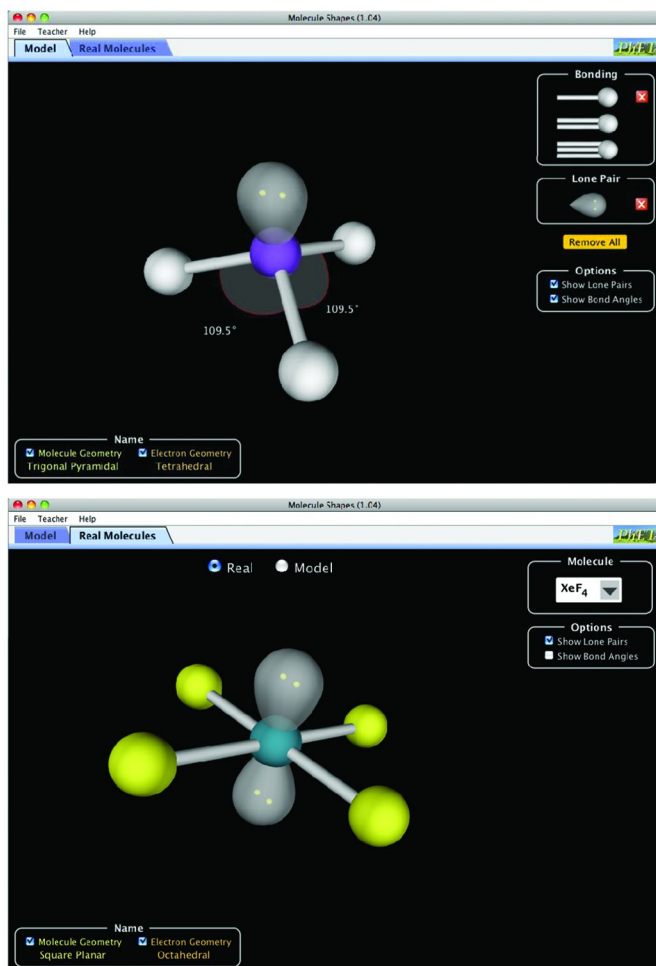 Molecule Shapes (1.04)
File Teacher Help
Model Real Molecules PhET
Bonding
Lone Pair
Remove All
Options
Show Lone Pairs
Show Bond Angles
109.5°
109.5°
Name
Molecule Geometry Electron Geometry
Trigonal Pyramidal Tetrahedral
Molecule Shapes (1.04)
File Teacher Help
Model Real Molecules PhET
Real Model
Molecule
XeF₄
Options
Show Lone Pairs
Show Bond Angles
Name
Molecule Geometry Electron Geometry
Square Planar Octahedral